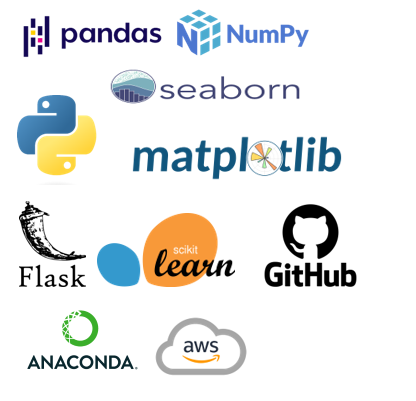 pandas NumPy
seaborn
matplotlib
Flask
scikit
learn
GitHub
ANACONDA.
aws